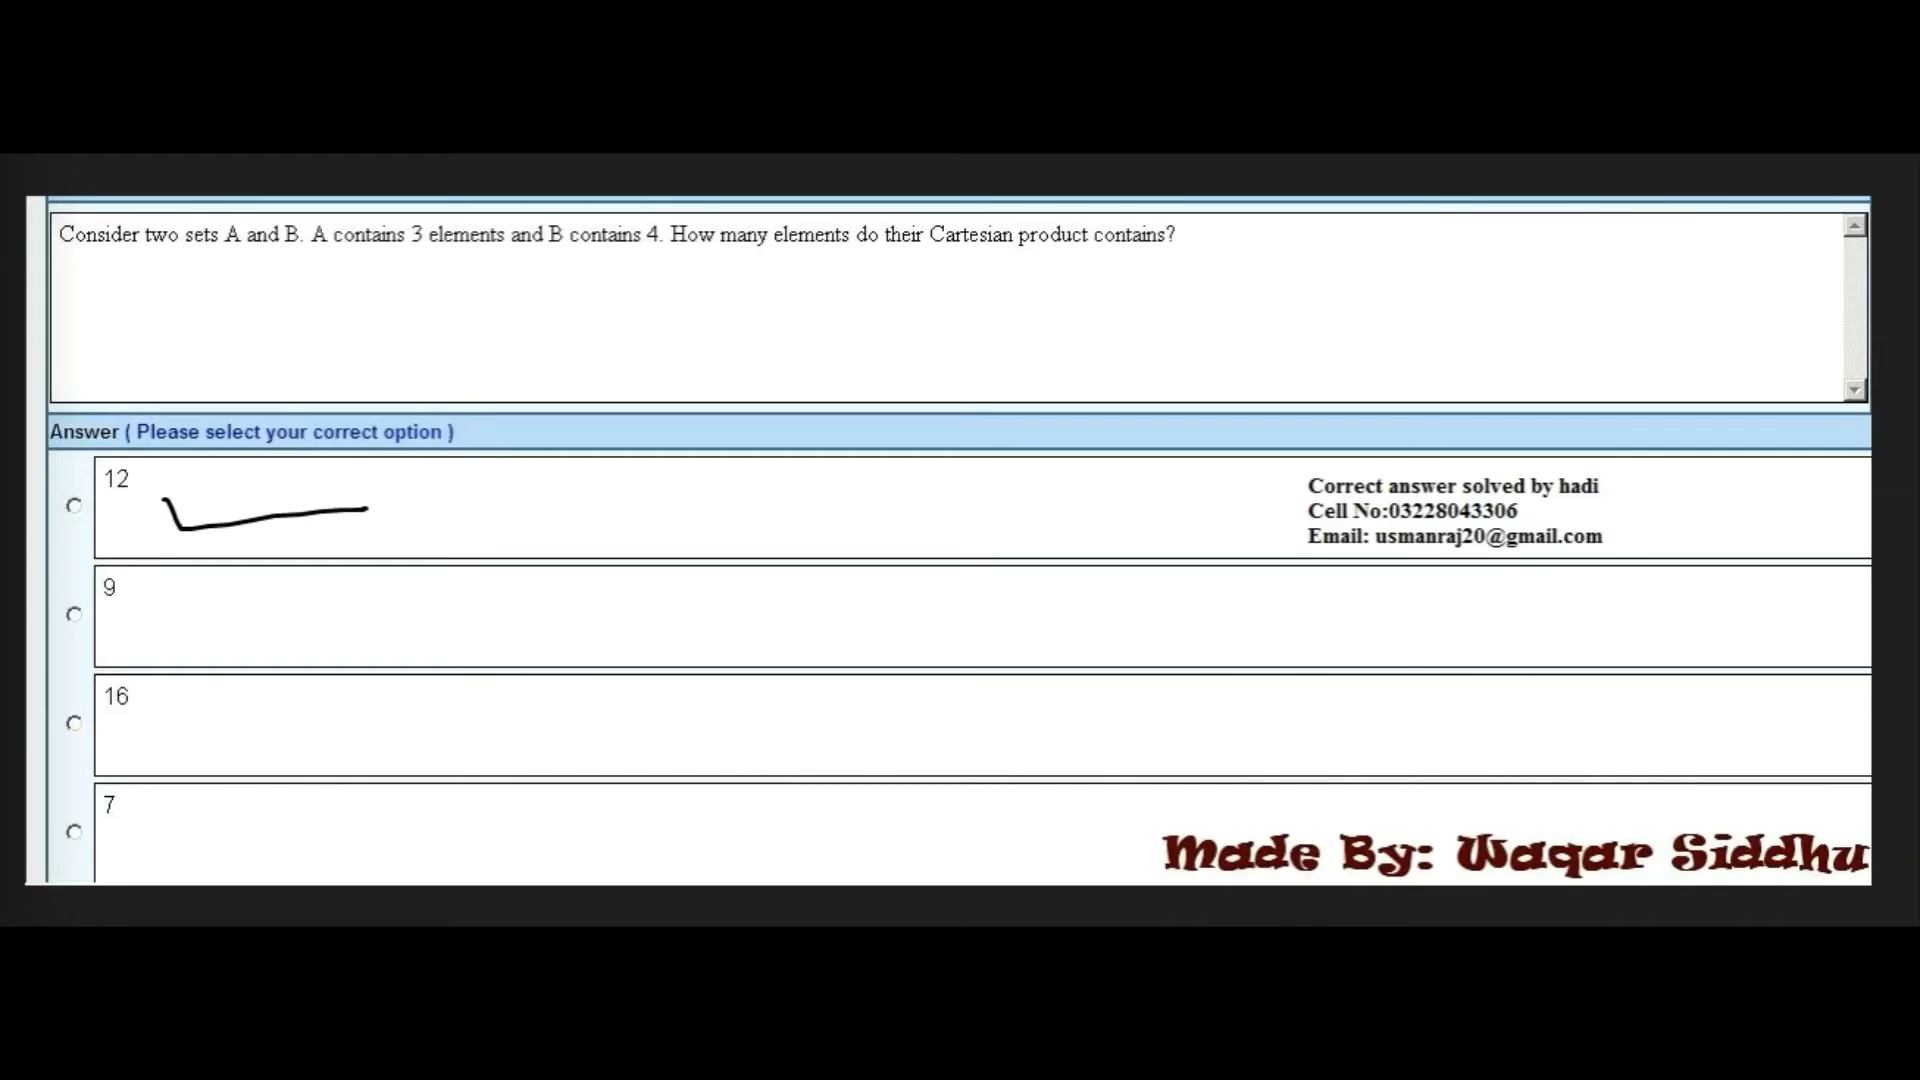 Consider two sets A and B. A contains 3 elements and B contains 4. How many elements do their Cartesian product contains?
Answer ( Please select your correct option )
12
Correct answer solved by hadi
Cell No:03228043306
Email: usmanraj20@gmail.com
9
16
7
Made By: Waqar Siddhu